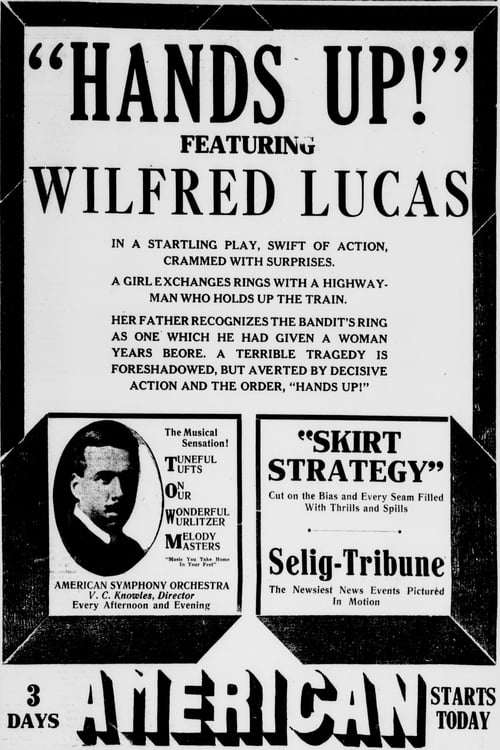 "HANDS UP!"
FEATURING
WILFRED LUCAS
IN A STARTLING PLAY, SWIFT OF ACTION,
CRAMMED WITH SURPRISES.
A GIRL EXCHANGES RINGS WITH A HIGHWAY-
MAN WHO HOLDS UP THE TRAIN.
HER FATHER RECOGNIZES THE BANDIT'S RING
AS ONE WHICH HE HAD GIVEN A WOMAN
YEARS BEORE. A TERRIBLE TRAGEDY IS
FORESHADOWED, BUT AVERTED BY DECISIVE
ACTION AND THE ORDER, "HANDS UP!"
The Musical
Sensation!
TUNEFUL
TUFTS
ON
OUR
WONDERFUL
WURLITZER
MELODY
MASTERS
"Music You Take Home
In Your Feet"
AMERICAN SYMPHONY ORCHESTRA
V. C. Knowles, Director
Every Afternoon and Evening
"SKIRT
STRATEGY"
Cut on the Bias and Every Seam Filled
With Thrills and Spills
Selig-Tribune
The Newsiest News Events Pictured
In Motion
3
DAYS
AMERICAN
STARTS
TODAY